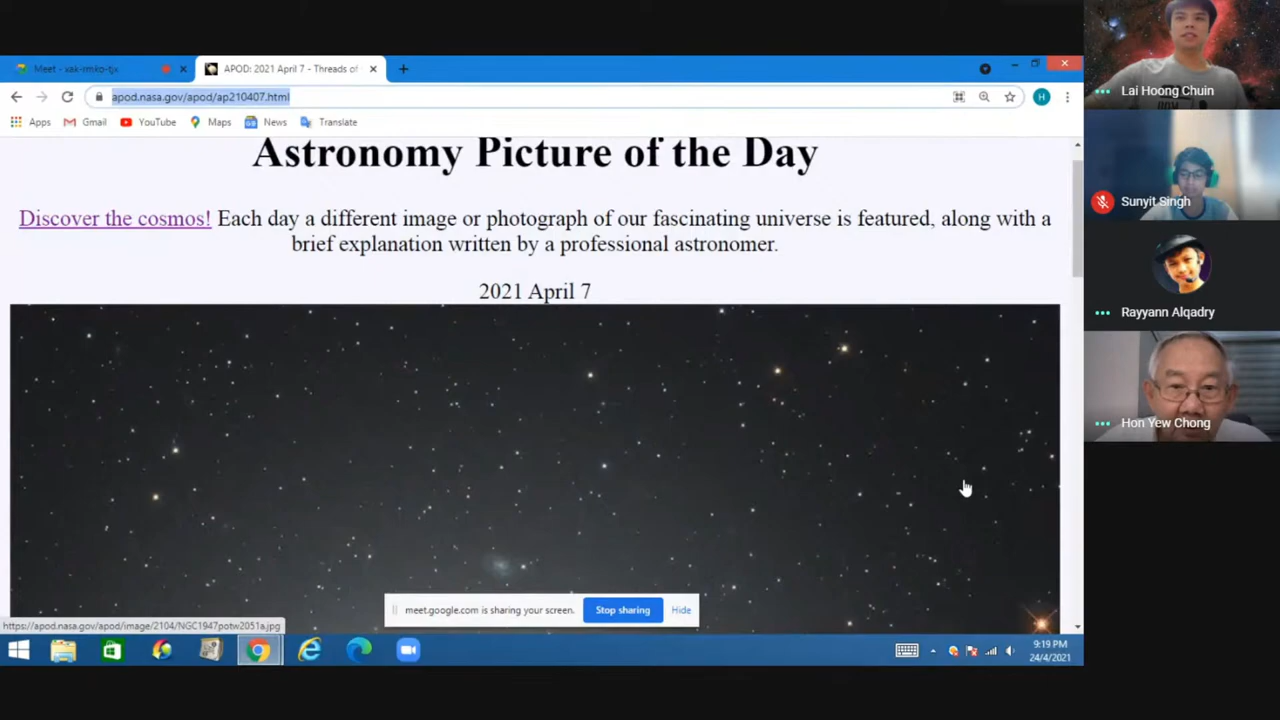 Meet - xak-rmko-tjx
APOD: 2021 April 7 - Threads of
apod.nasa.gov/apod/ap210407.html
H
Apps
Gmail
YouTube
Maps
News
Translate
Astronomy Picture of the Day
Discover the cosmos! Each day a different image or photograph of our fascinating universe is featured, along with a
brief explanation written by a professional astronomer.
2021 April 7
meet.google.com is sharing your screen.
Stop sharing
Hide
https://apod.nasa.gov/apod/image/2104/NGC1947potw2051a.jpg
9:19 PM
24/4/2021
Lai Hoong Chuin
Sunyit Singh
Rayyann Alqadry
Hon Yew Chong